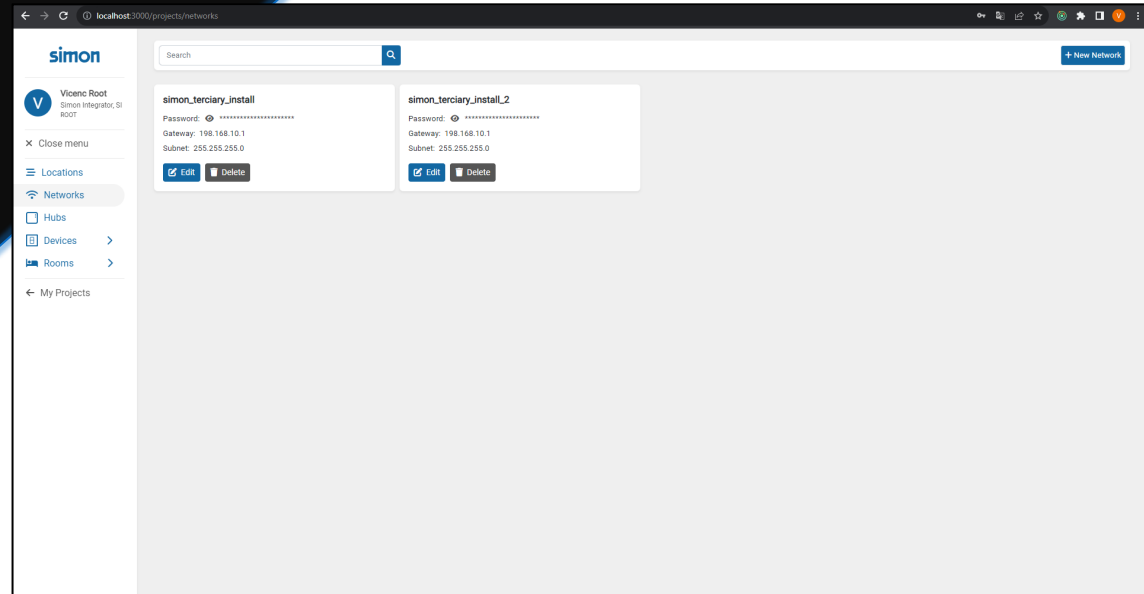 localhost:3000/projects/networks
V
simon
Search
+ New Network
V
Vicenc Root
Simon Integrator, SI
ROOT
× Close menu
Locations
Networks
Hubs
Devices
Rooms
My Projects
simon_terciary_install
Password: **********************
Gateway: 198.168.10.1
Subnet: 255.255.255.0
Edit
Delete
simon_terciary_install_2
Password: **********************
Gateway: 198.168.10.1
Subnet: 255.255.255.0
Edit
Delete